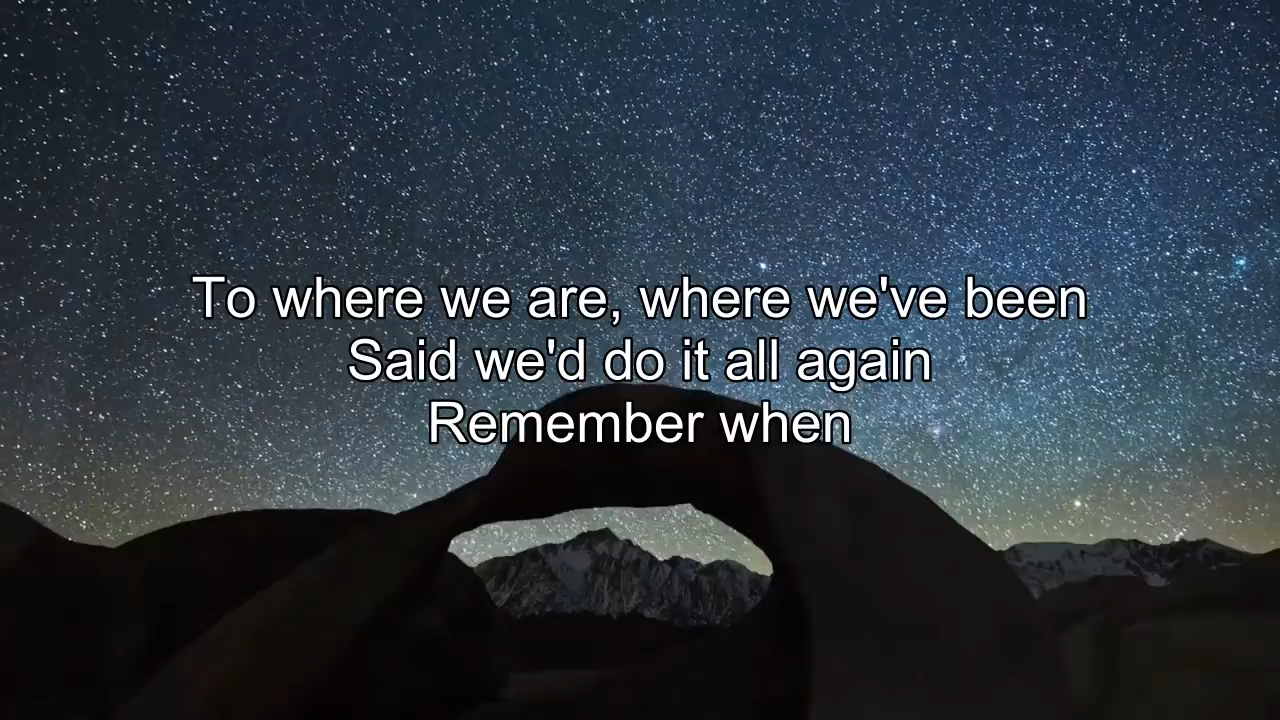 To where we are, where we've been
Said we'd do it all again
Remember when